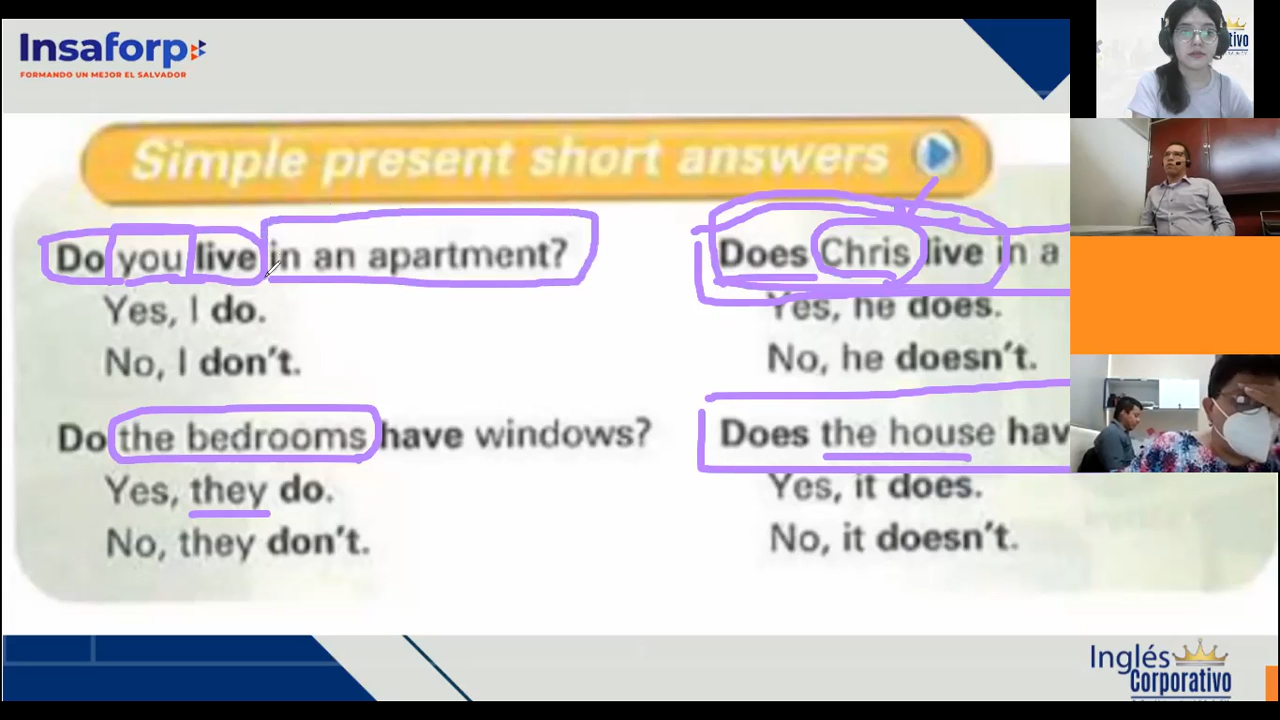 Insaforp
FORMANDO UN MEJOR EL SALVADOR
Simple present short answers
Do you live in an apartment?
Yes, I do.
No, I don't.
Do the bedrooms have windows?
Yes, they do.
No, they don't.
Does Chris live in a
Yes, he does.
No, he doesn't.
Does the house hav
Yes, it does.
No, it doesn't.
Inglés
Corporativo
tivo